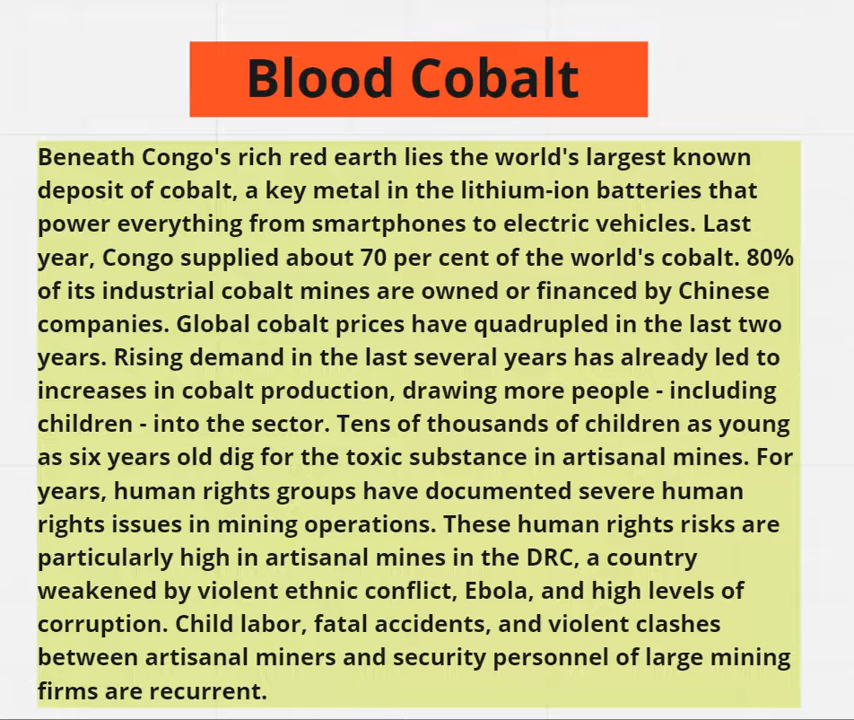 Blood Cobalt
Beneath Congo's rich red earth lies the world's largest known
deposit of cobalt, a key metal in the lithium-ion batteries that
power everything from smartphones to electric vehicles. Last
year, Congo supplied about 70 per cent of the world's cobalt. 80%
of its industrial cobalt mines are owned or financed by Chinese
companies. Global cobalt prices have quadrupled in the last two
years. Rising demand in the last several years has already led to
increases in cobalt production, drawing more people - including
children - into the sector. Tens of thousands of children as young
as six years old dig for the toxic substance in artisanal mines. For
years, human rights groups have documented severe human
rights issues in mining operations. These human rights risks are
particularly high in artisanal mines in the DRC, a country
weakened by violent ethnic conflict, Ebola, and high levels of
corruption. Child labor, fatal accidents, and violent clashes
between artisanal miners and security personnel of large mining
firms are recurrent.